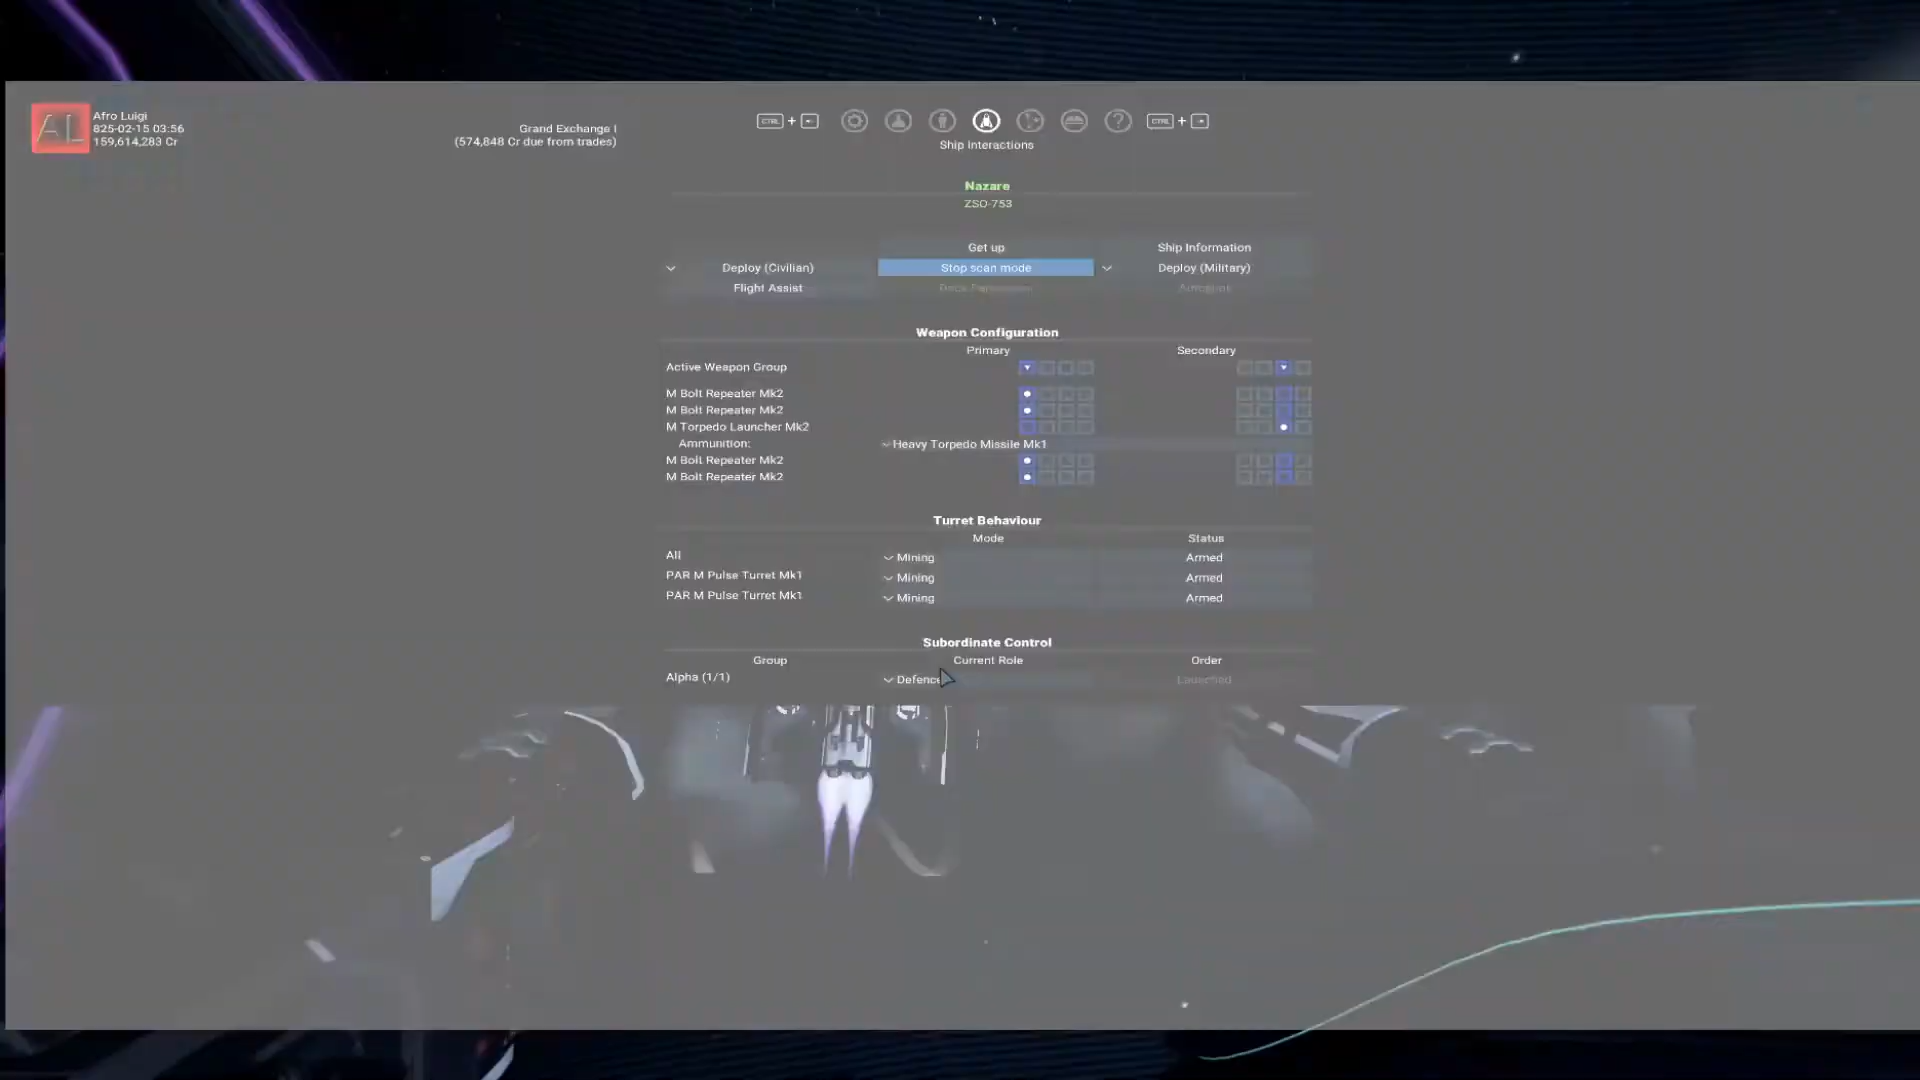 AL
Afro Luigi
825-02-15 03:56
159,614,283 Cr
Grand Exchange I
(574,848 Cr due from trades)
CTRL +
? CTRL +
Ship Interactions
Nazare
ZSO-753
Get up
Ship Information
Deploy (Civilian)
Stop scan mode
Deploy (Military)
Flight Assist
Weapon Configuration
Primary
Secondary
Active Weapon Group
M Bolt Repeater Mk2
M Bolt Repeater Mk2
M Torpedo Launcher Mk2
Ammunition:
Heavy Torpedo Missile Mk1
M Bolt Repeater Mk2
M Bolt Repeater Mk2
Turret Behaviour
Mode
Status
All
Mining
Armed
PAR M Pulse Turret Mk1
Mining
Armed
PAR M Pulse Turret Mk1
Mining
Armed
Subordinate Control
Group
Current Role
Order
Alpha (1/1)
Defence
Launched